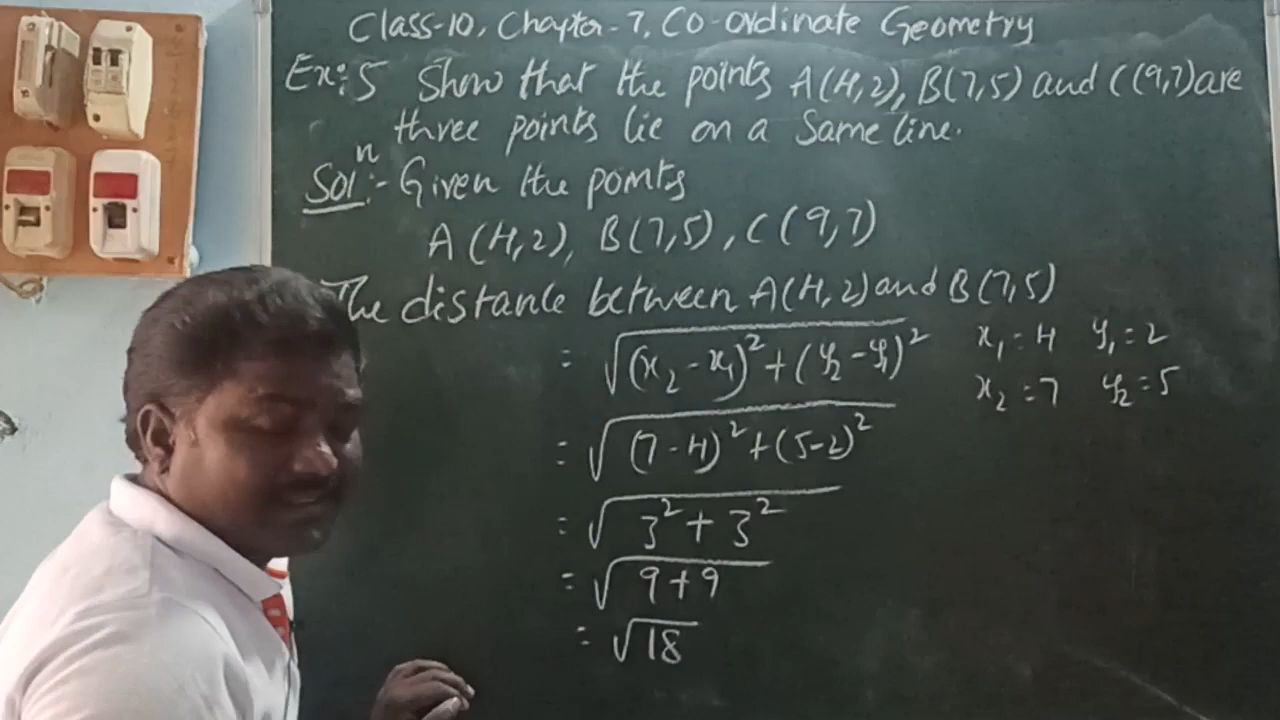 Class-10, Chapter-7, Co-ordinate Geometry
Ex:5 Show that the points A(4,2), B(7,5) and C(9,7) are
three points lie on a same line.
Solⁿ:- Given the points
A(4,2), B(7,5), C(9,7)
The distance between A(4,2) and B(7,5)
= √(x₂-x₁)²+(y₂-y₁)² x₁=4 y₁=2
x₂=7 y₂=5
= √(7-4)²+(5-2)²
= √3²+3²
= √9+9
= √18